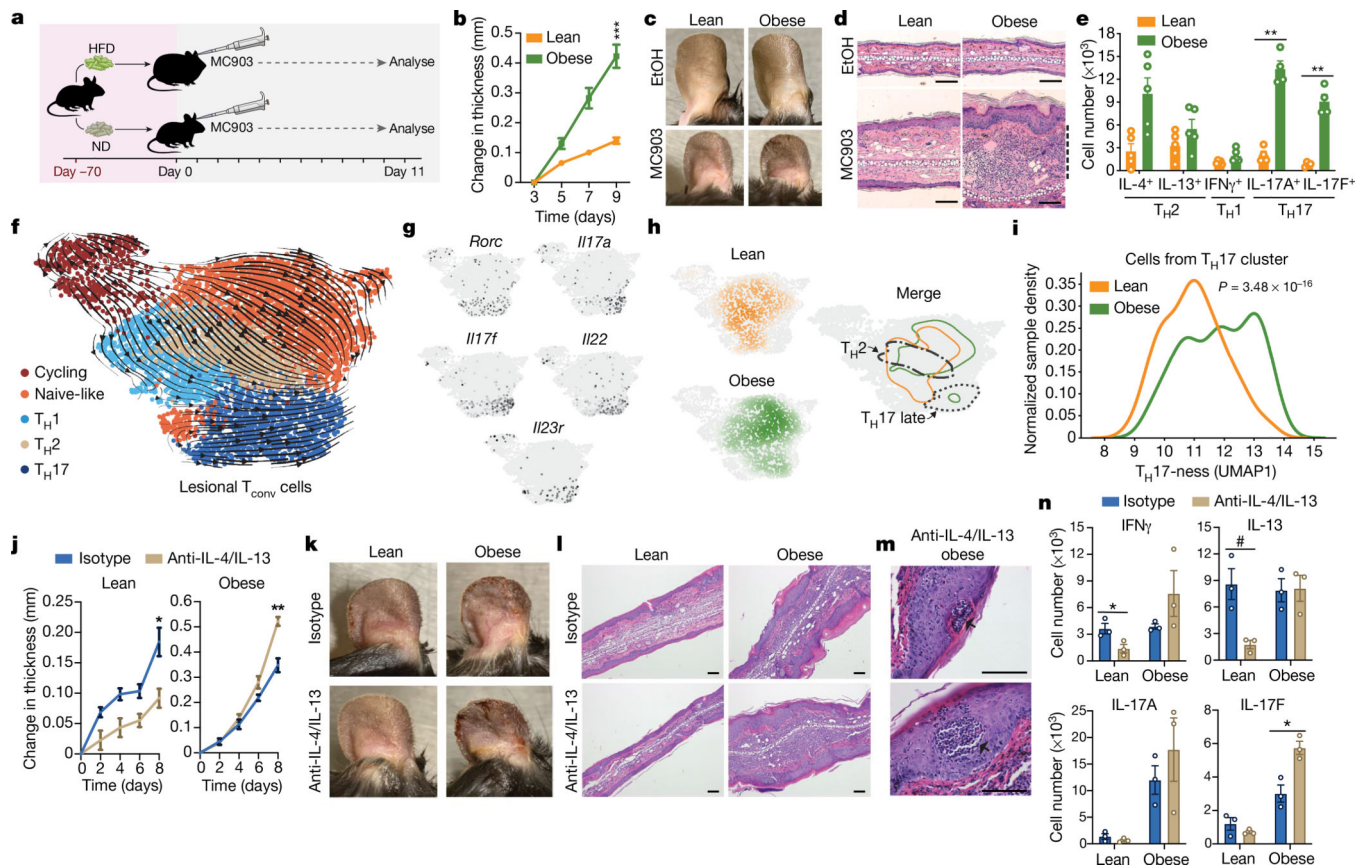 a
HFD
MC903
Analyse
ND
MC903
Analyse
Day –70
Day 0
Day 11
b
Change in thickness (mm)
0.5
0.4
0.3
0.2
0.1
0
3 5 7 9
Time (days)
Lean
Obese
***
c
Lean Obese
EtOH
MC903
d
Lean Obese
EtOH
MC903
e
Lean
Obese
Cell number (×10³)
18
15
12
9
6
3
0
**
**
IL-4⁺ IL-13⁺ IFNγ⁺ IL-17A⁺ IL-17F⁺
TH2 TH1 TH17
f
Cycling
Naive-like
TH1
TH2
TH17
Lesional Tconv cells
g
Rorc Il17a
Il17f Il22
Il23r
h
Lean
Obese
Merge
TH2
TH17 late
i
Cells from TH17 cluster
Lean
Obese
P = 3.48 × 10⁻¹⁶
Normalized sample density
0.35
0.30
0.25
0.20
0.15
0.10
0.05
0
8 9 10 11 12 13 14 15
TH17-ness (UMAP1)
j
Isotype Anti-IL-4/IL-13
Lean Obese
Change in thickness (mm)
0.25
0.20
0.15
0.10
0.05
0
*
0 2 4 6 8
Time (days)
0.6
0.5
0.4
0.3
0.2
0.1
0
**
0 2 4 6 8
Time (days)
k
Lean Obese
Isotype
Anti-IL-4/IL-13
l
Lean Obese
Isotype
Anti-IL-4/IL-13
m
Anti-IL-4/IL-13
obese
n
Isotype Anti-IL-4/IL-13
IFNγ
Cell number (×10³)
15
12
9
6
3
0
*
Lean Obese
IL-13
15
12
9
6
3
0
#
Lean Obese
IL-17A
Cell number (×10³)
25
20
15
10
5
0
Lean Obese
IL-17F
8
6
4
2
0
*
Lean Obese